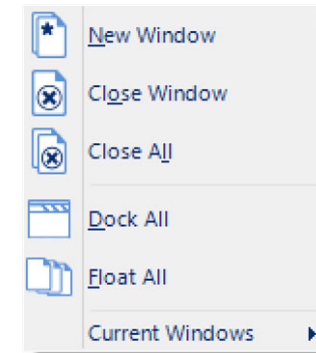 New Window
Close Window
Close All
Dock All
Float All
Current Windows